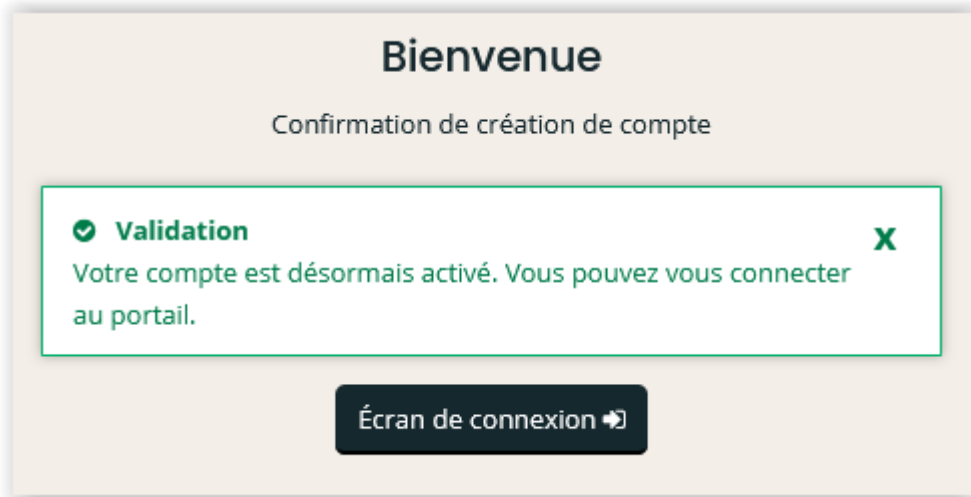 Bienvenue
Confirmation de création de compte
Validation
X
Votre compte est désormais activé. Vous pouvez vous connecter
au portail.
Écran de connexion